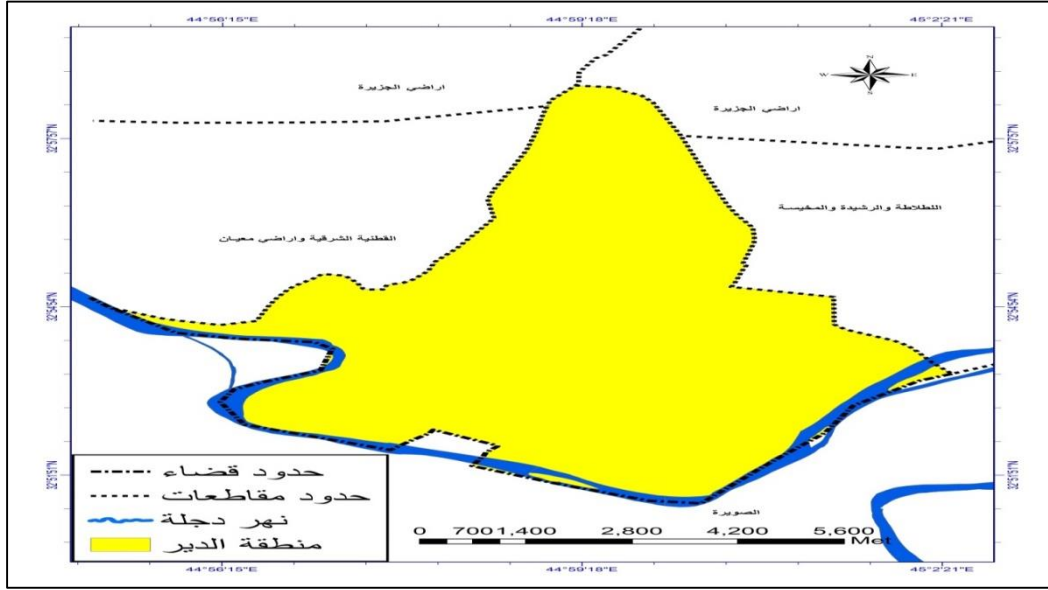 44°56'15"E 44°59'18"E 45°2'21"E
N
W E
S
اراضي الجزيرة
اراضي الجزيرة
اللطلاطة والرشيدة والمخيسة
القطنية الشرقية واراضي معيبان
حدود قضاء
حدود مقاطعات
نهر دجلة
منطقة الدير
الصويرة
0 700 1,400 2,800 4,200 5,600
Met
44°56'15"E 44°59'18"E 45°2'21"E